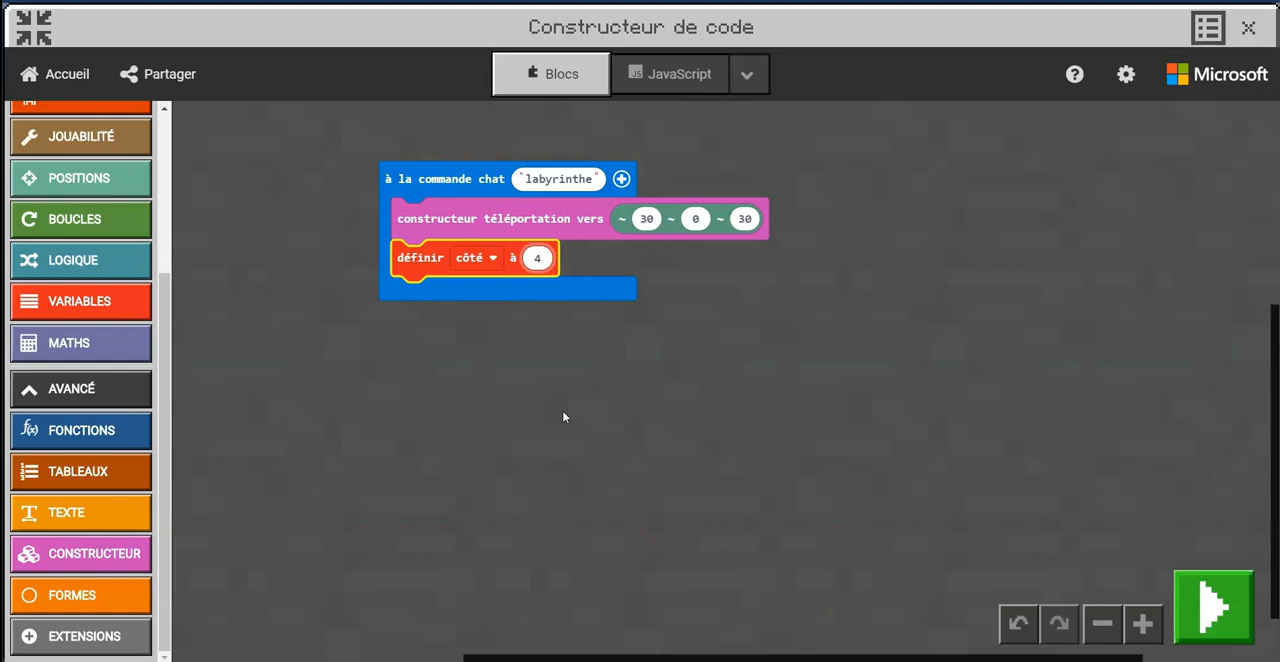 Constructeur de code
Accueil
Partager
Blocs
JavaScript
Microsoft
JOUABILITÉ
POSITIONS
BOUCLES
LOGIQUE
VARIABLES
MATHS
AVANCÉ
FONCTIONS
TABLEAUX
TEXTE
CONSTRUCTEUR
FORMES
EXTENSIONS
à la commande chat "labyrinthe"
constructeur téléportation vers ~ 30 ~ 0 ~ 30
définir côté à 4